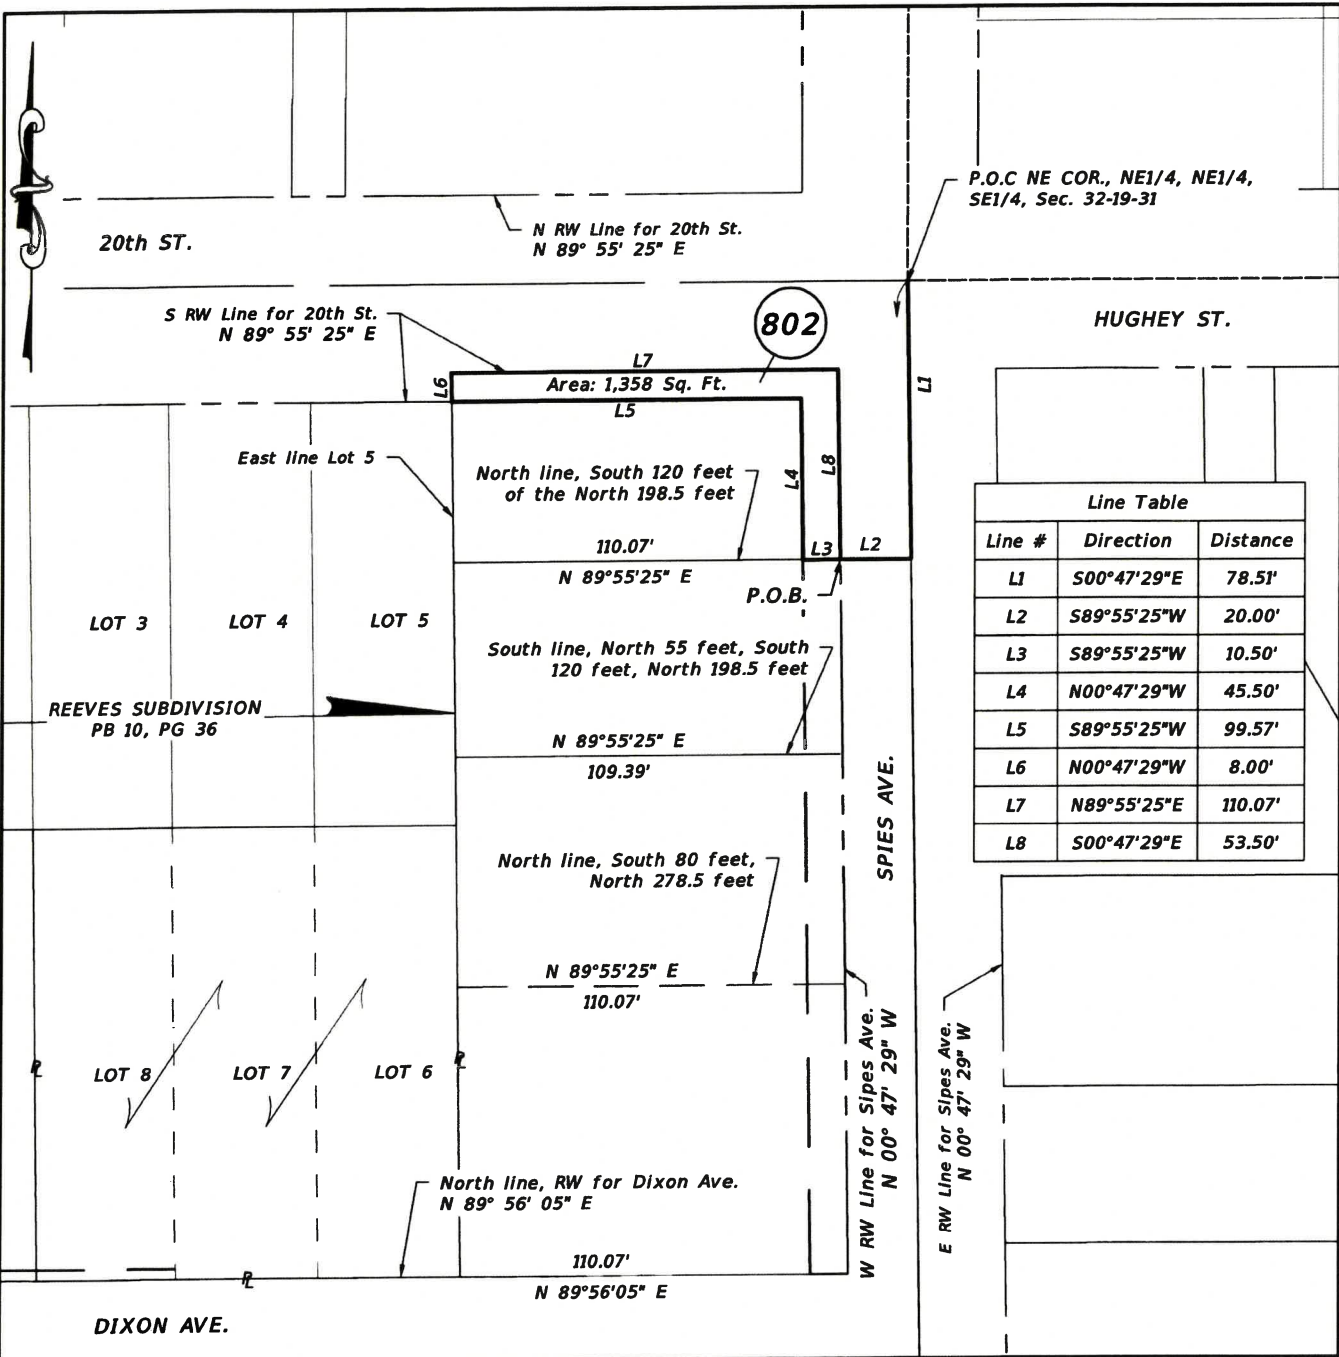 P.O.C NE COR., NE1/4, NE1/4,
SE1/4, Sec. 32-19-31
N RW Line for 20th St.
N 89° 55' 25" E
20th ST.
S RW Line for 20th St.
N 89° 55' 25" E
802
HUGHEY ST.
L7
L6
Area: 1,358 Sq. Ft.
L5
L1
East line Lot 5
North line, South 120 feet
of the North 198.5 feet
L4
L8
110.07'
N 89°55'25" E
L3
L2
P.O.B.
Line Table
Line # Direction Distance
L1 S00°47'29"E 78.51'
L2 S89°55'25"W 20.00'
L3 S89°55'25"W 10.50'
L4 N00°47'29"W 45.50'
L5 S89°55'25"W 99.57'
L6 N00°47'29"W 8.00'
L7 N89°55'25"E 110.07'
L8 S00°47'29"E 53.50'
LOT 3
LOT 4
LOT 5
South line, North 55 feet, South
120 feet, North 198.5 feet
REEVES SUBDIVISION
PB 10, PG 36
N 89°55'25" E
109.39'
SPIES AVE.
North line, South 80 feet,
North 278.5 feet
N 89°55'25" E
110.07'
LOT 8
LOT 7
LOT 6
PL
PL
W RW Line for Sipes Ave.
N 00° 47' 29" W
E RW Line for Sipes Ave.
N 00° 47' 29" W
North line, RW for Dixon Ave.
N 89° 56' 05" E
110.07'
N 89°56'05" E
PL
DIXON AVE.